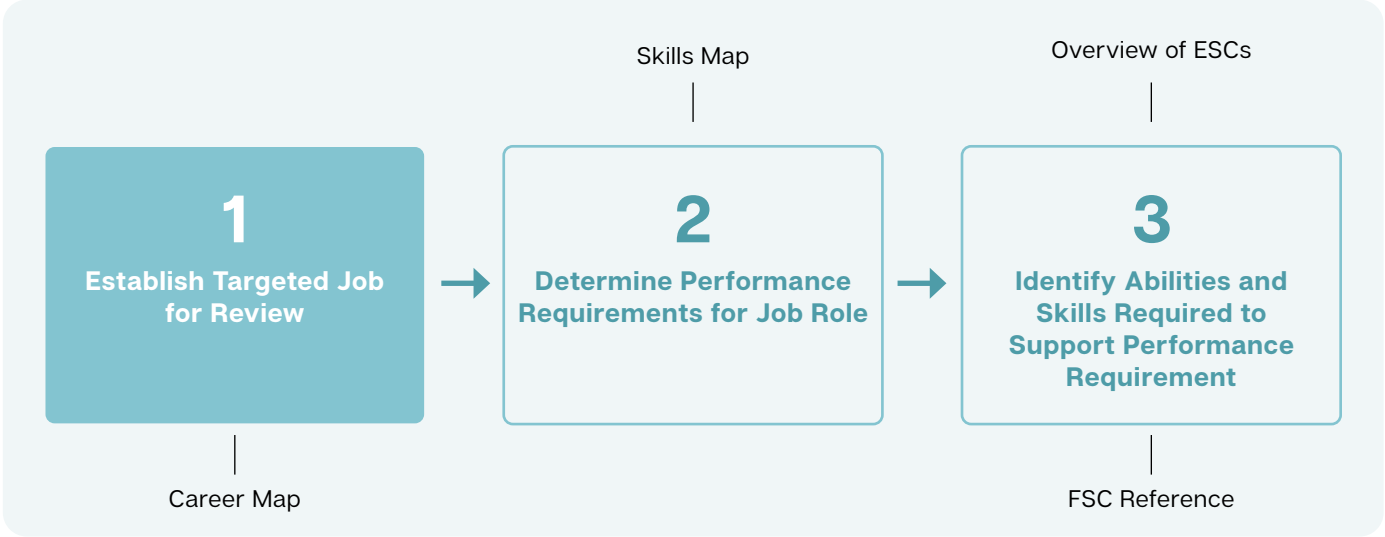 Skills Map
Overview of ESCs
1
Establish Targeted Job
for Review
2
Determine Performance
Requirements for Job Role
3
Identify Abilities and
Skills Required to
Support Performance
Requirement
Career Map
FSC Reference